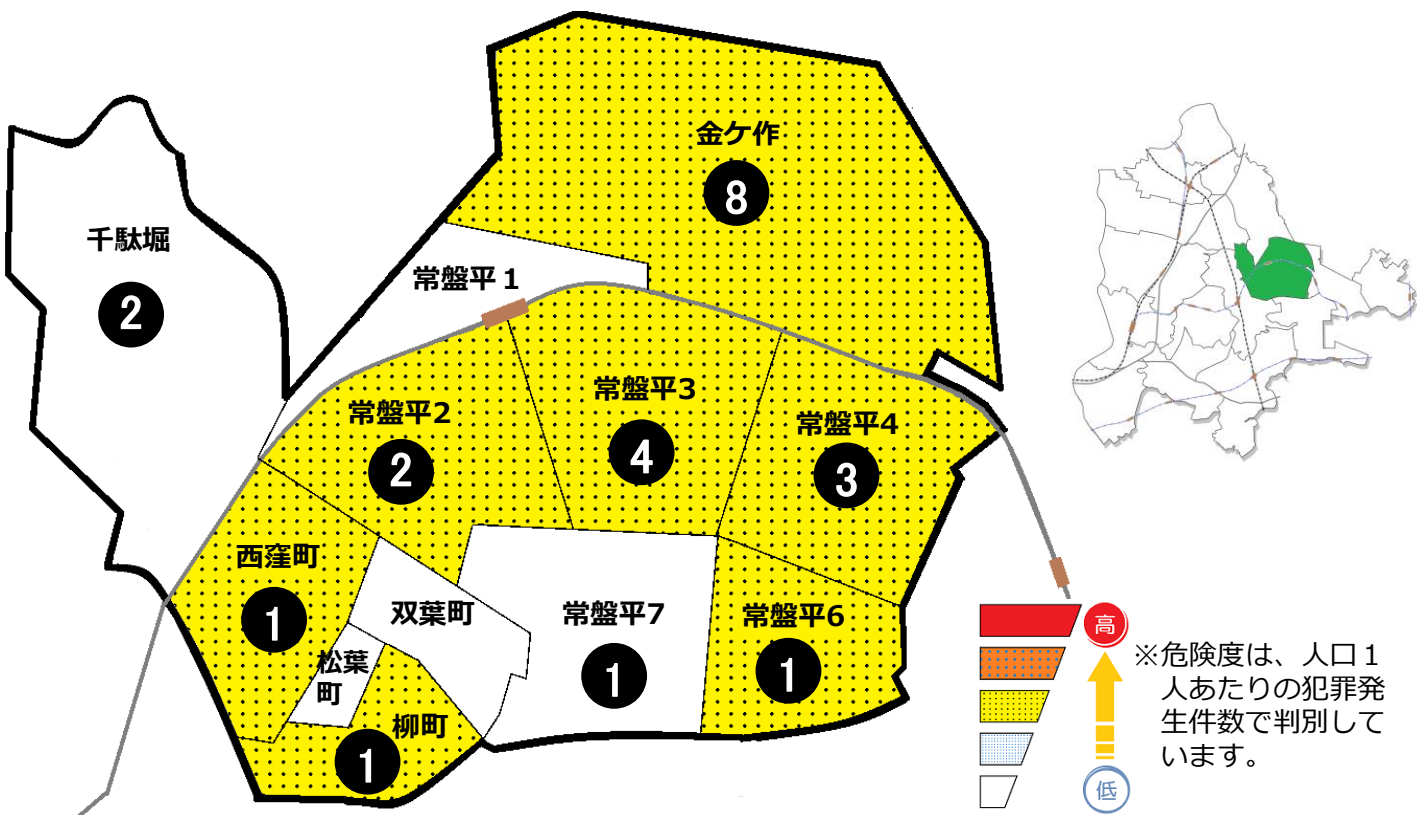 金ケ作
8
千駄堀
2
常盤平１
常盤平2
2
常盤平3
4
常盤平4
3
西窪町
1
双葉町
常盤平7
1
常盤平6
1
松葉
町
柳町
1
高
※危険度は、人口１
人あたりの犯罪発
生件数で判別して
います。
低